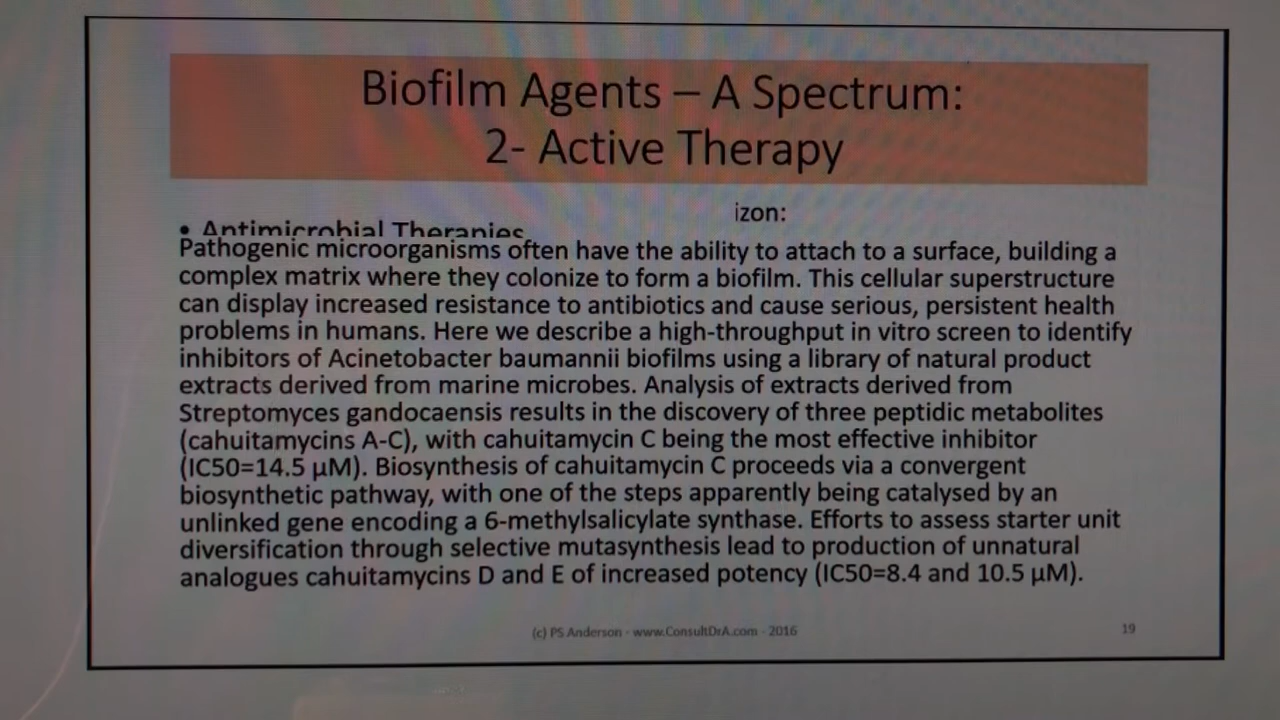 Biofilm Agents – A Spectrum:
2- Active Therapy
izon:
• Antimicrobial Therapies
Pathogenic microorganisms often have the ability to attach to a surface, building a
complex matrix where they colonize to form a biofilm. This cellular superstructure
can display increased resistance to antibiotics and cause serious, persistent health
problems in humans. Here we describe a high-throughput in vitro screen to identify
inhibitors of Acinetobacter baumannii biofilms using a library of natural product
extracts derived from marine microbes. Analysis of extracts derived from
Streptomyces gandocaensis results in the discovery of three peptidic metabolites
(cahuitamycins A-C), with cahuitamycin C being the most effective inhibitor
(IC50=14.5 µM). Biosynthesis of cahuitamycin C proceeds via a convergent
biosynthetic pathway, with one of the steps apparently being catalysed by an
unlinked gene encoding a 6-methylsalicylate synthase. Efforts to assess starter unit
diversification through selective mutasynthesis lead to production of unnatural
analogues cahuitamycins D and E of increased potency (IC50=8.4 and 10.5 µM).
(c) PS Anderson - www.ConsultDrA.com - 2016
19